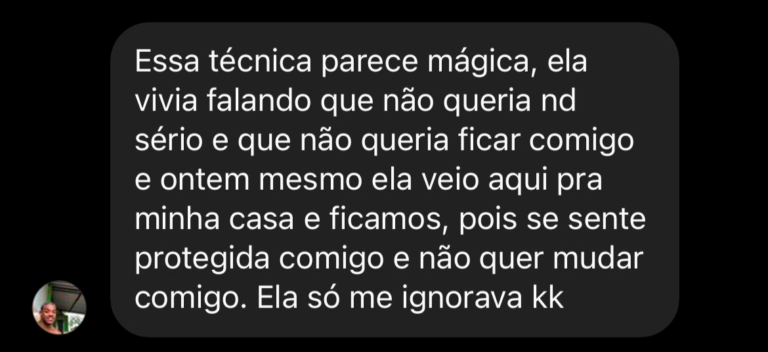 Essa técnica parece mágica, ela
vivia falando que não queria nd
sério e que não queria ficar comigo
e ontem mesmo ela veio aqui pra
minha casa e ficamos, pois se sente
protegida comigo e não quer mudar
comigo. Ela só me ignorava kk